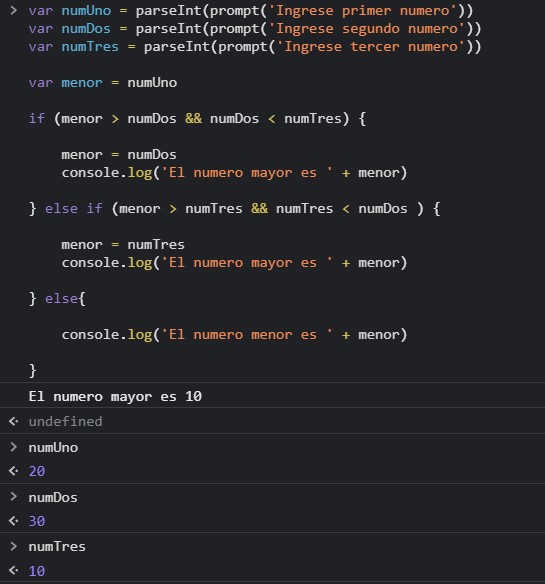 > var numUno = parseInt(prompt('Ingrese primer numero'))
var numDos = parseInt(prompt('Ingrese segundo numero'))
var numTres = parseInt(prompt('Ingrese tercer numero'))
var menor = numUno
if (menor > numDos && numDos < numTres) {
menor = numDos
console.log('El numero mayor es ' + menor)
} else if (menor > numTres && numTres < numDos ) {
menor = numTres
console.log('El numero mayor es ' + menor)
} else{
console.log('El numero menor es ' + menor)
}
El numero mayor es 10
undefined
> numUno
20
> numDos
30
> numTres
10